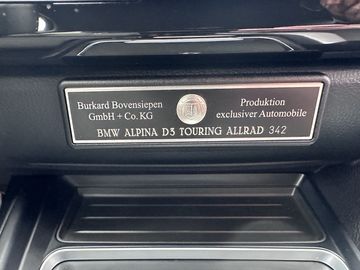 Burkard Bovensiepen
GmbH + Co. KG
Produktion
exclusiver Automobile
BMW ALPINA D3 TOURING ALLRAD 342